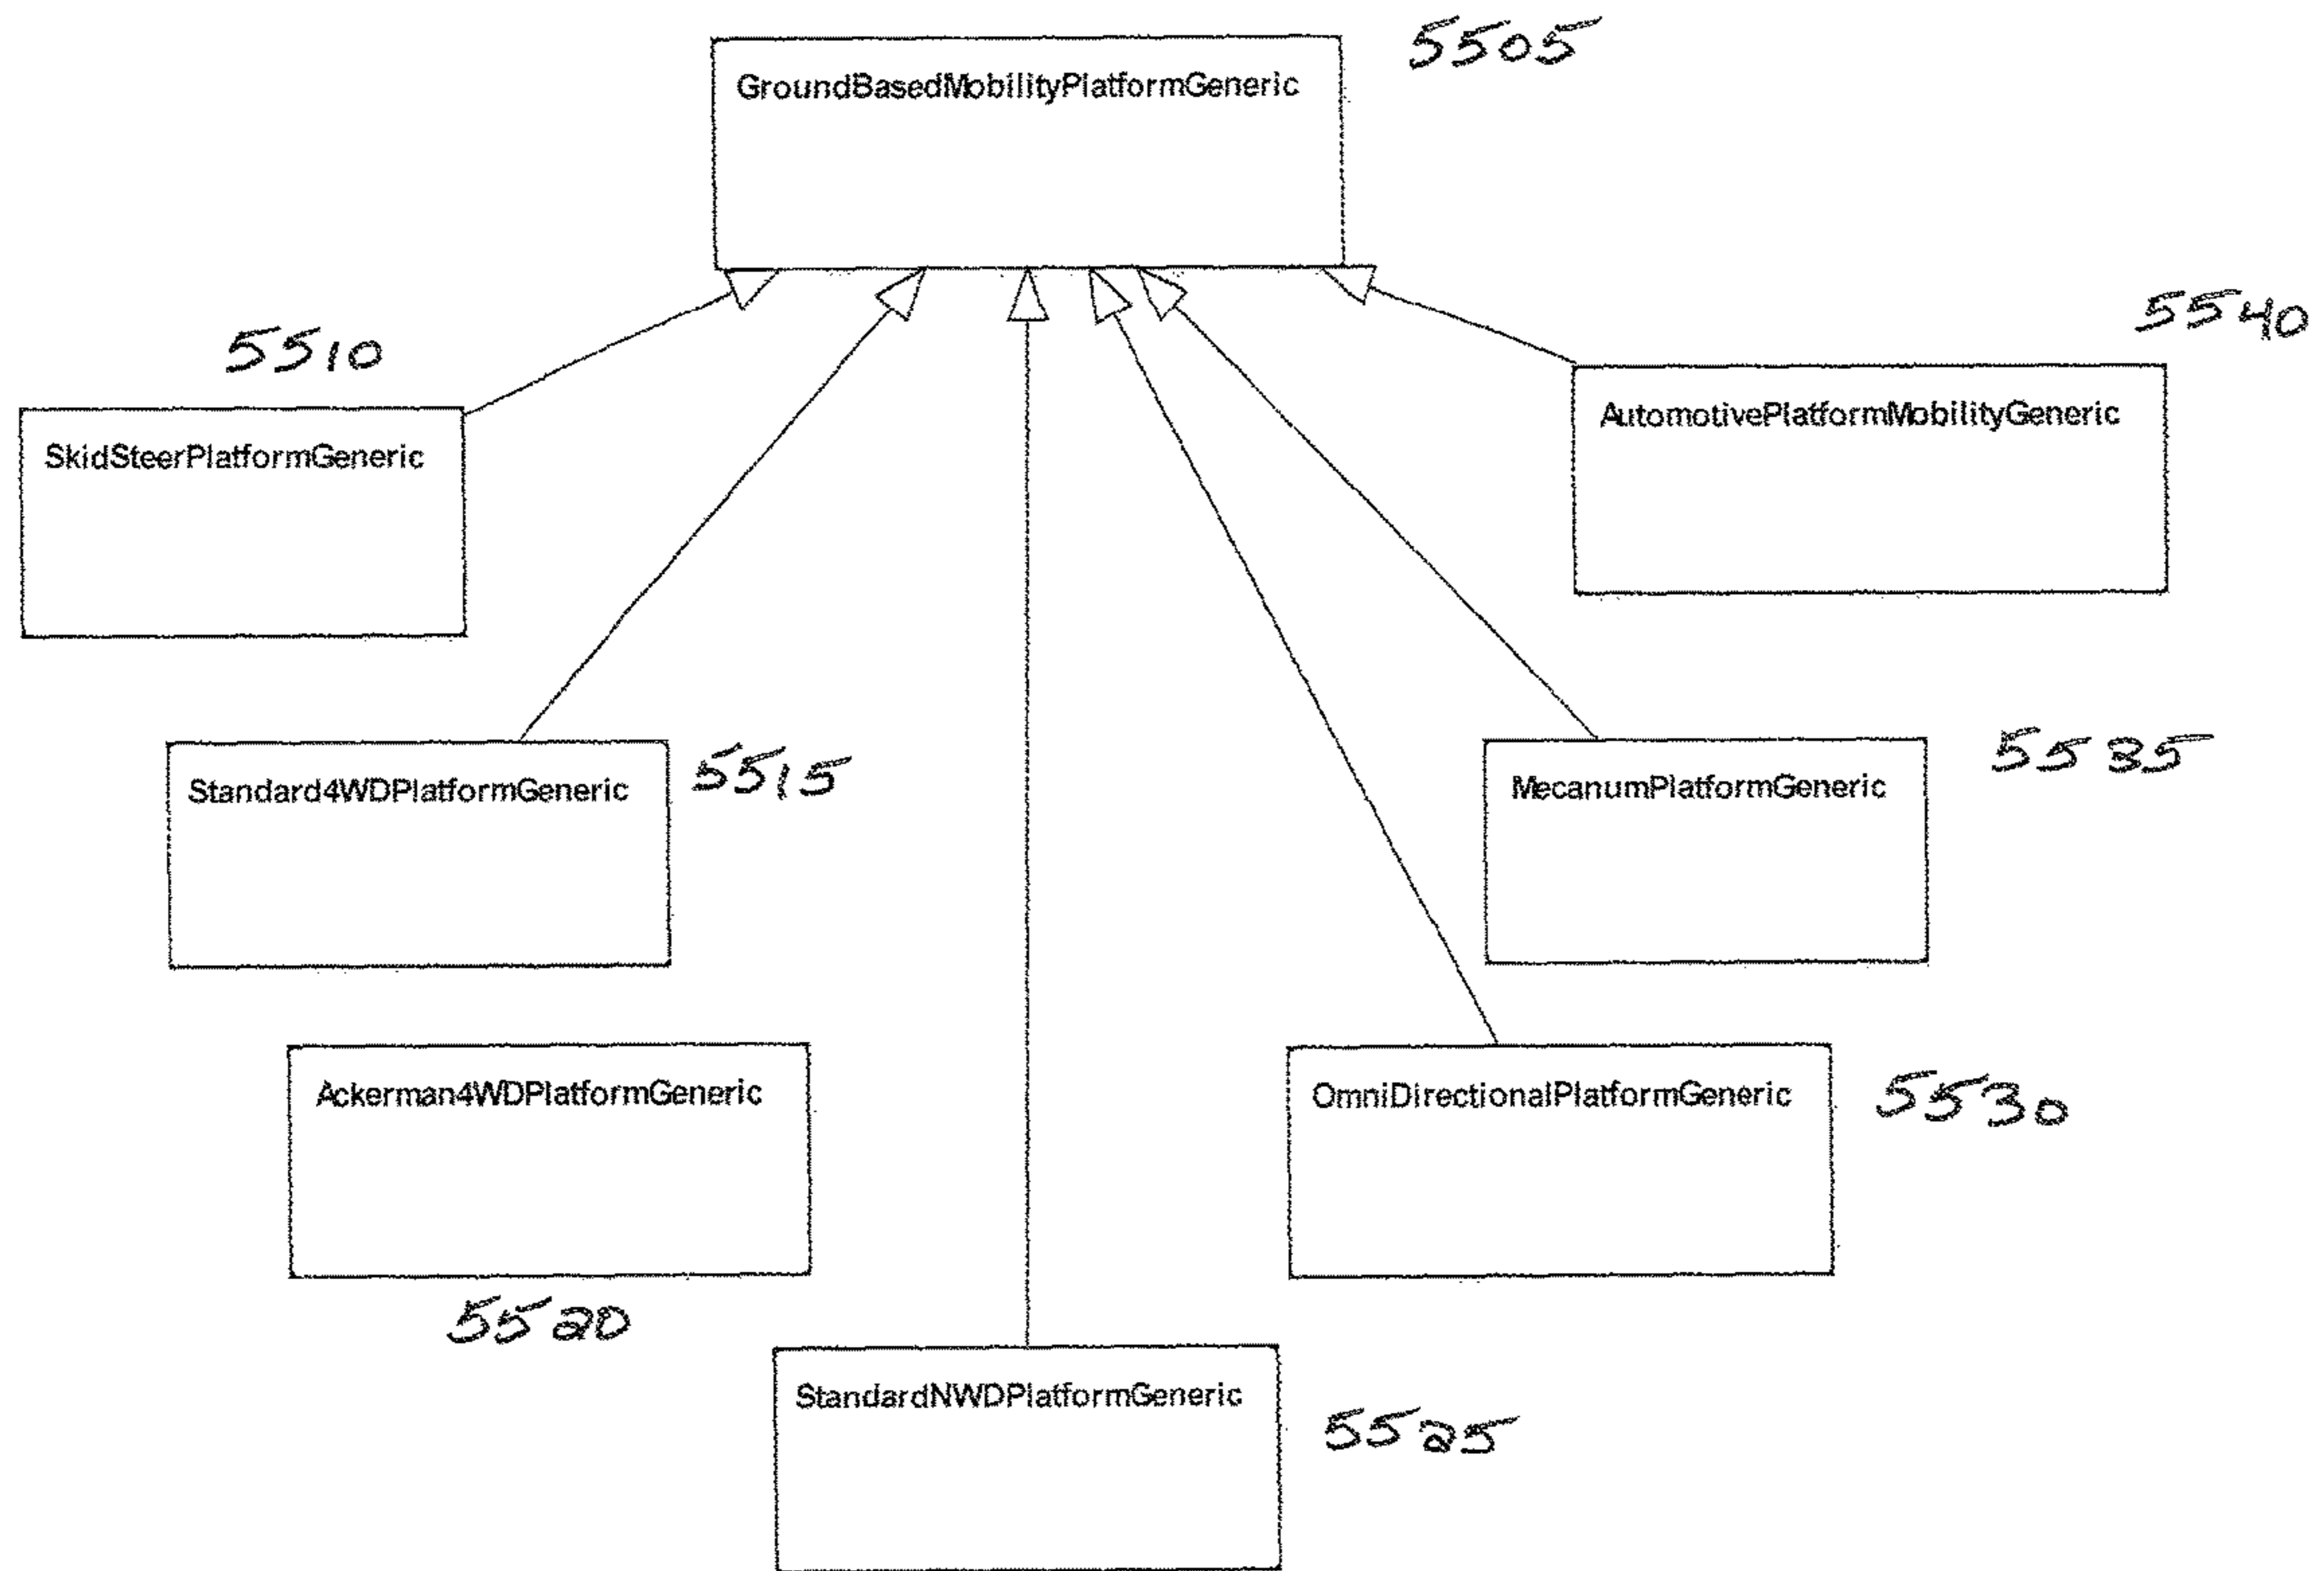 5505
GroundBasedMobilityPlatformGeneric
5540
5510
AutomotivePlatformMobilityGeneric
SkidSteerPlatformGeneric
5535
5515
Standard4WDPlatformGeneric
MecanumPlatformGeneric
Ackerman4WDPlatformGeneric
OmniDirectionalPlatformGeneric
5530
5520
StandardNWDPlatformGeneric
5525